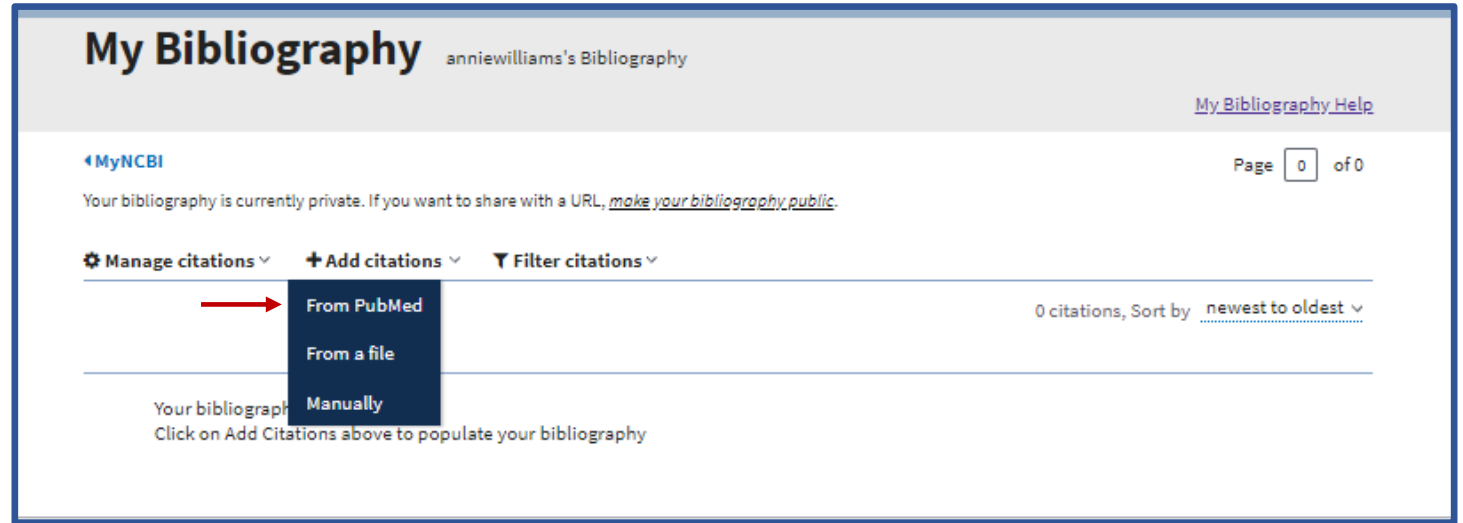 My Bibliography anniewilliams's Bibliography
My Bibliography Help
MyNCBI
Page 0 of 0
Your bibliography is currently private. If you want to share with a URL, make your bibliography public.
Manage citations +Add citations Filter citations
From PubMed
0 citations, Sort by newest to oldest
From a file
Manually
Your bibliograph
Click on Add Citations above to populate your bibliography